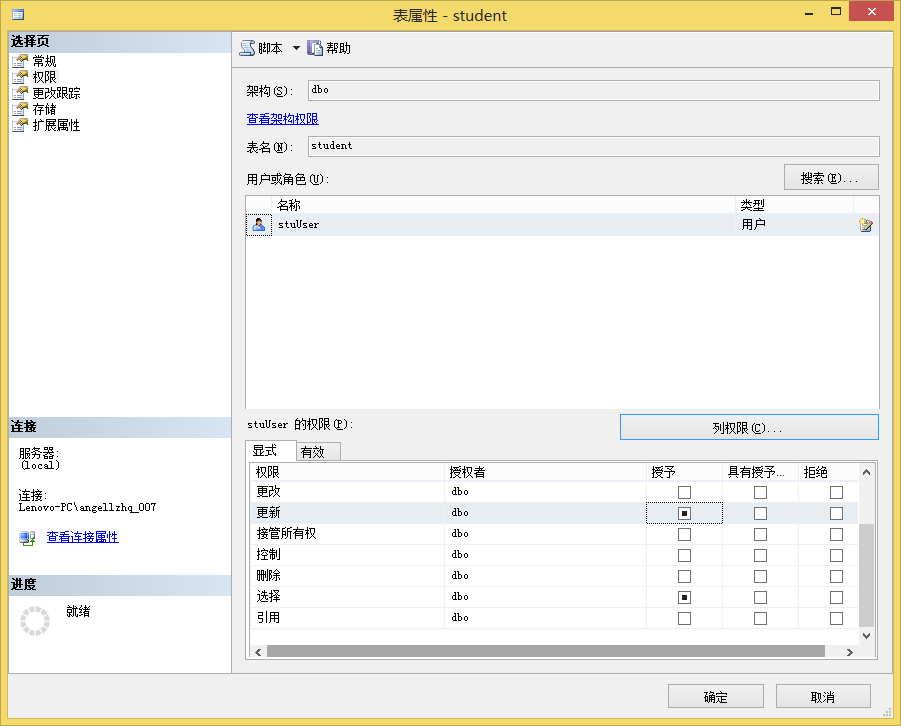 表属性 - student
选择页
常规
权限
更改跟踪
存储
扩展属性
连接
服务器:
(local)
连接:
Lenovo-PC\angellzhq_007
查看连接属性
进度
就绪
脚本 帮助
架构(S): dbo
查看架构权限
表名(N): student
用户或角色(U): 搜索(E)...
名称 类型
stuUser 用户
stuUser 的权限(P): 列权限(C)...
显式 有效
权限 授权者 授予 具有授予... 拒绝
更改 dbo
更新 dbo
接管所有权 dbo
控制 dbo
删除 dbo
选择 dbo
引用 dbo
确定 取消